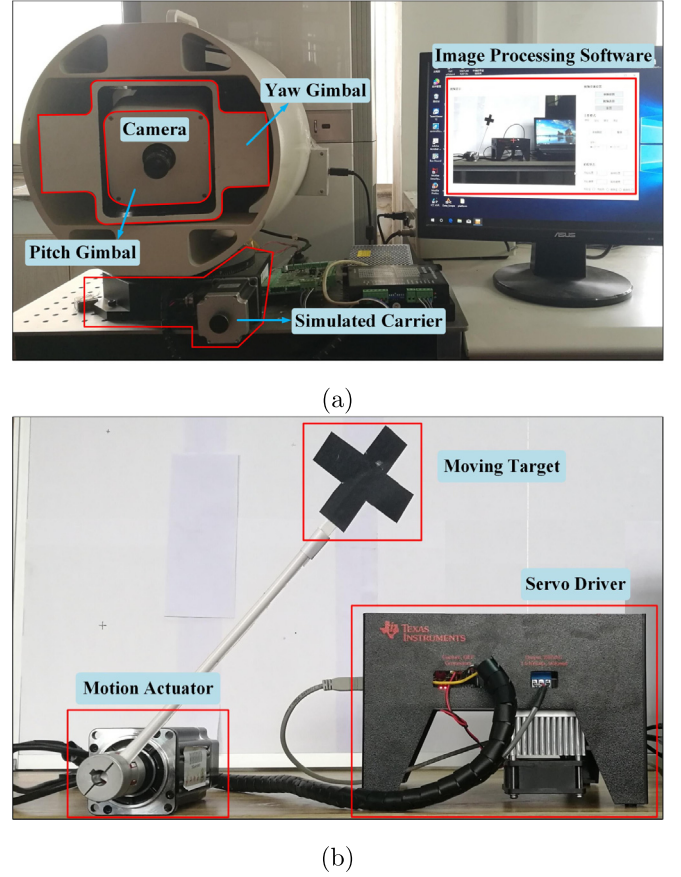 Image Processing Software
Yaw Gimbal
Camera
Pitch Gimbal
ASUS
Simulated Carrier
(a)
Moving Target
Servo Driver
TEXAS
INSTRUMENTS
Motion Actuator
(b)